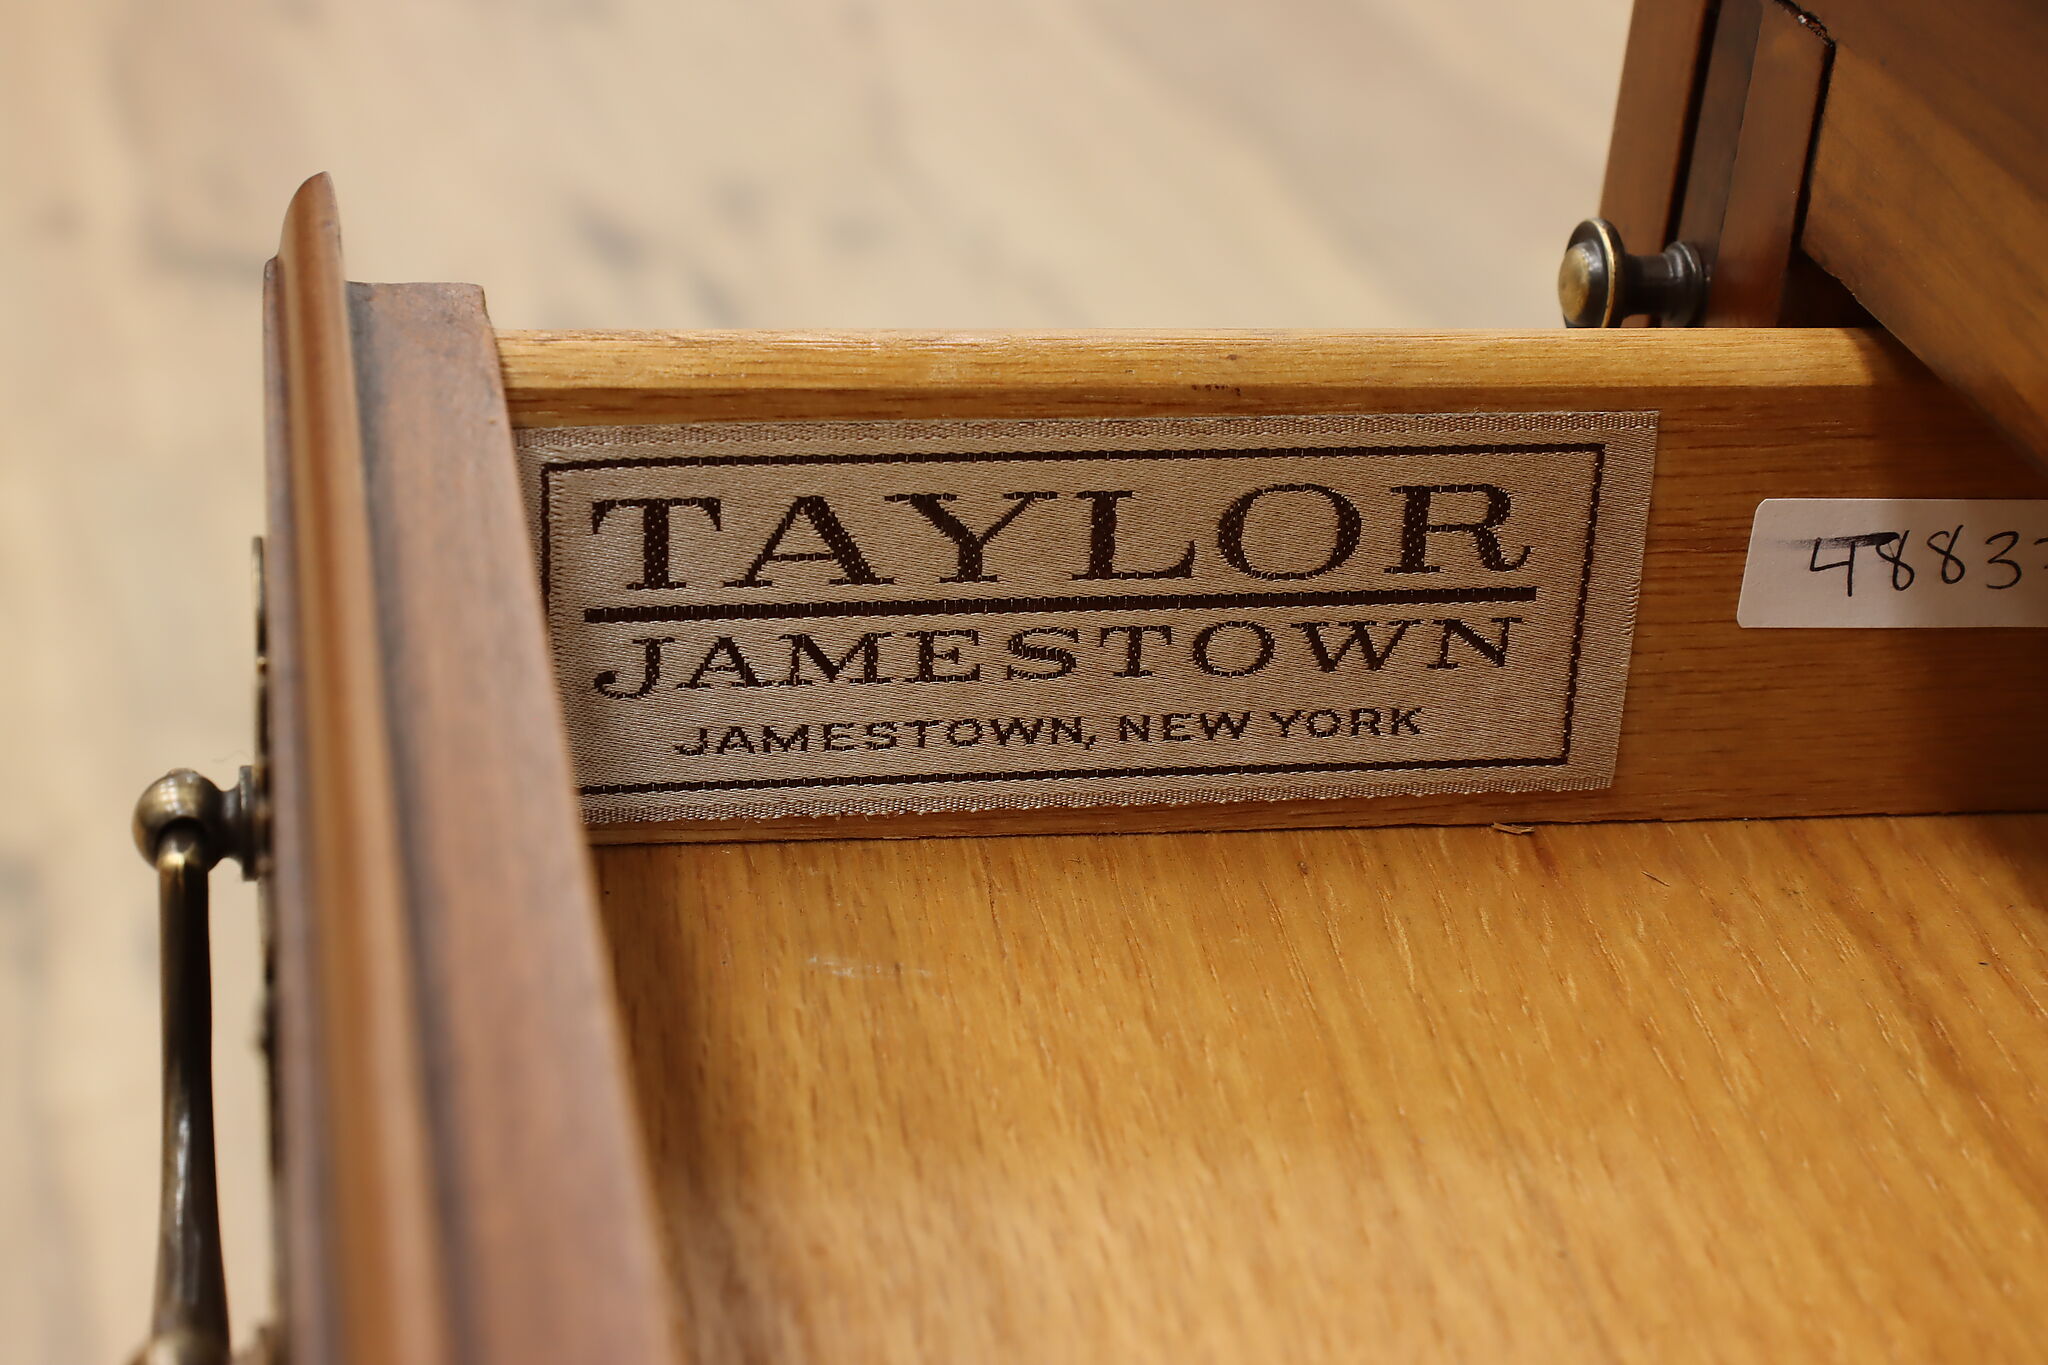 TAYLOR
JAMESTOWN
JAMESTOWN, NEW YORK
4883